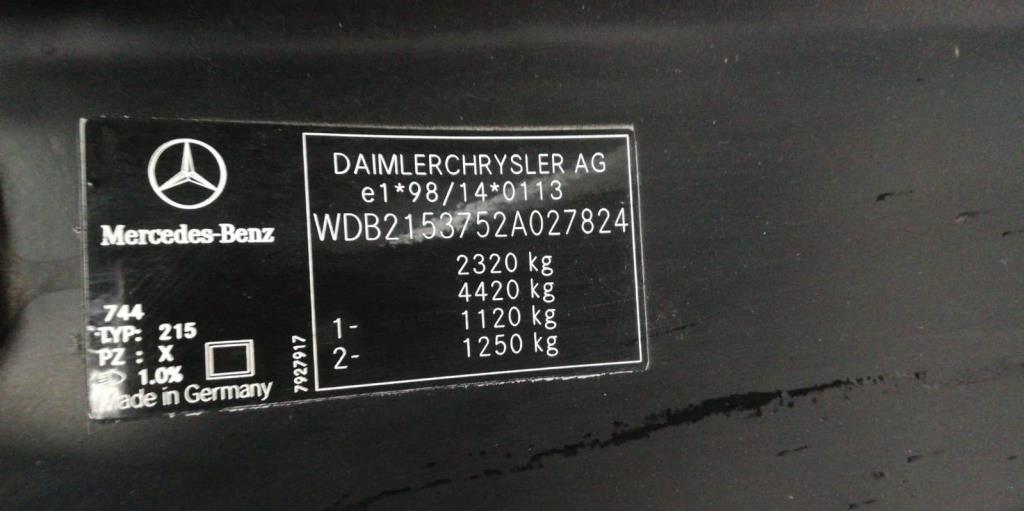 Mercedes-Benz
744
TYP: 215
PZ : X
1.0%
Made in Germany
7927917
DAIMLERCHRYSLER AG
e1*98/14*0113
WDB2153752A027824
2320 kg
4420 kg
1- 1120 kg
2- 1250 kg